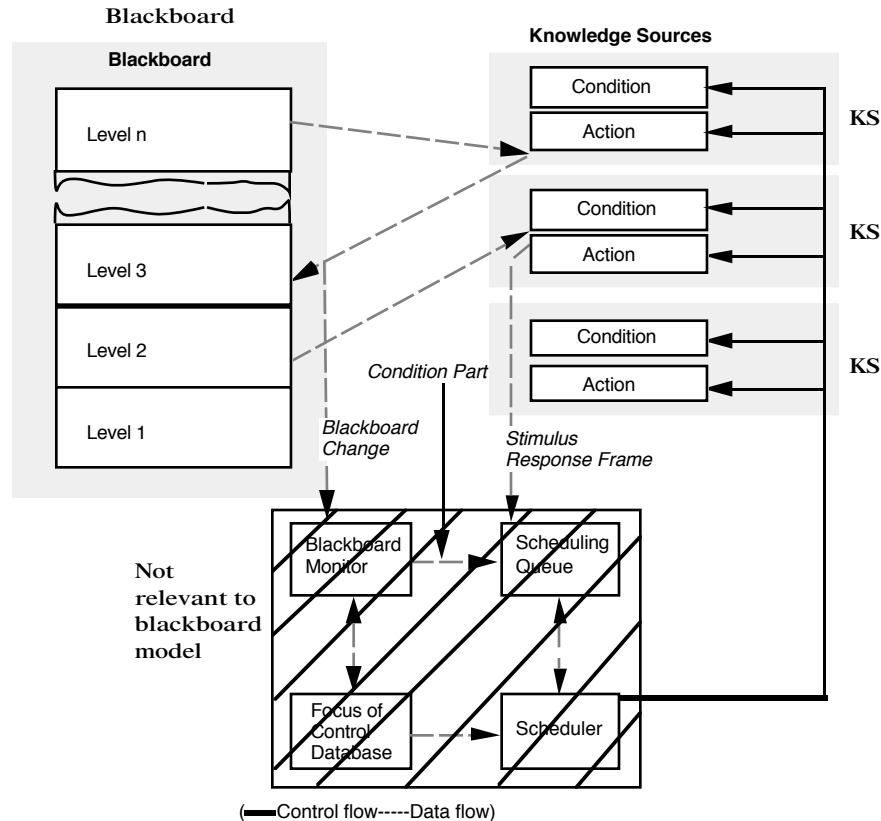 Blackboard
Blackboard
Level n
Level 3
Level 2
Level 1
Knowledge Sources
Condition
Action
KS
Condition
Action
KS
Condition
Action
KS
Condition Part
Blackboard
Change
Stimulus
Response Frame
Not
relevant to
blackboard
model
Blackboard
Monitor
Scheduling
Queue
Focus of
Control
Database
Scheduler
(Control flow-----Data flow)